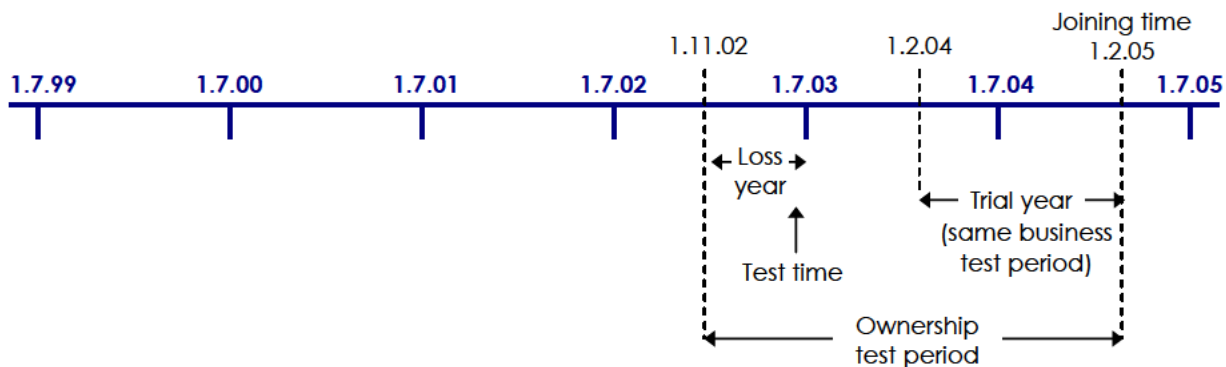 Joining time
1.11.02 1.2.04 1.2.05
1.7.99 1.7.00 1.7.01 1.7.02 1.7.03 1.7.04 1.7.05
Loss
year
Trial year
(same business
test period)
Test time
Ownership
test period